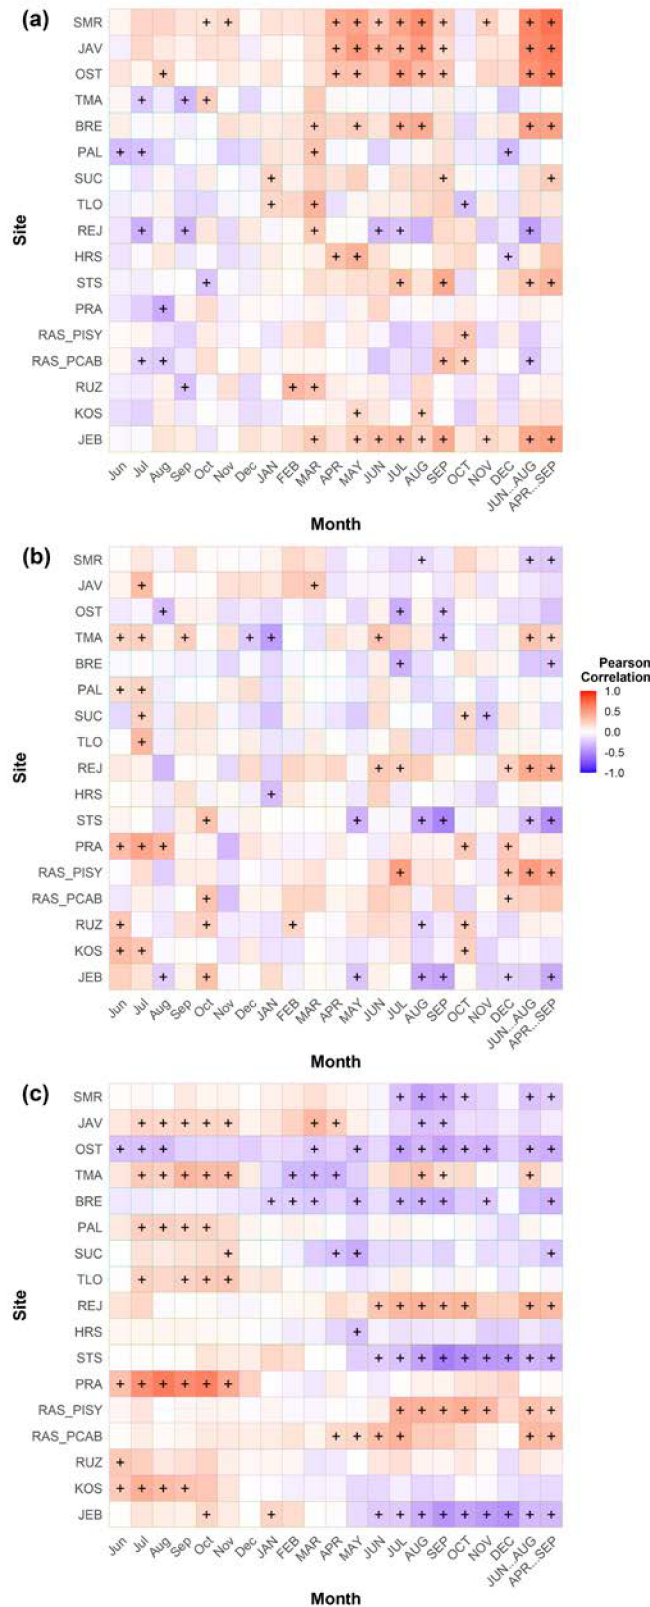 (a)
SMR
JAV
OST
TMA
BRE
PAL
SUC
TLO
REJ
HRS
STS
PRA
RAS_PISY
RAS_PCAB
RUZ
KOS
JEB
Site
Jun Jul Aug Sep Oct Nov Dec JAN FEB MAR APR MAY JUN JUL AUG SEP OCT NOV DEC JUN...AUG APR...SEP
Month
(b)
SMR
JAV
OST
TMA
BRE
PAL
SUC
TLO
REJ
HRS
STS
PRA
RAS_PISY
RAS_PCAB
RUZ
KOS
JEB
Site
Jun Jul Aug Sep Oct Nov Dec JAN FEB MAR APR MAY JUN JUL AUG SEP OCT NOV DEC JUN...AUG APR...SEP
Month
Pearson
Correlation
1.0
0.5
0.0
-0.5
-1.0
(c)
SMR
JAV
OST
TMA
BRE
PAL
SUC
TLO
REJ
HRS
STS
PRA
RAS_PISY
RAS_PCAB
RUZ
KOS
JEB
Site
Jun Jul Aug Sep Oct Nov Dec JAN FEB MAR APR MAY JUN JUL AUG SEP OCT NOV DEC JUN...AUG APR...SEP
Month